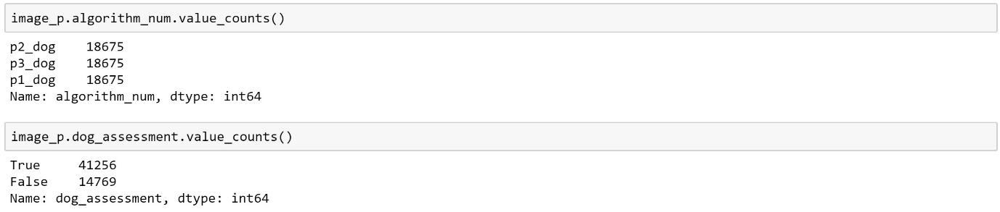 image_p.algorithm_num.value_counts()
p2_dog    18675
p3_dog    18675
p1_dog    18675
Name: algorithm_num, dtype: int64
image_p.dog_assessment.value_counts()
True     41256
False    14769
Name: dog_assessment, dtype: int64